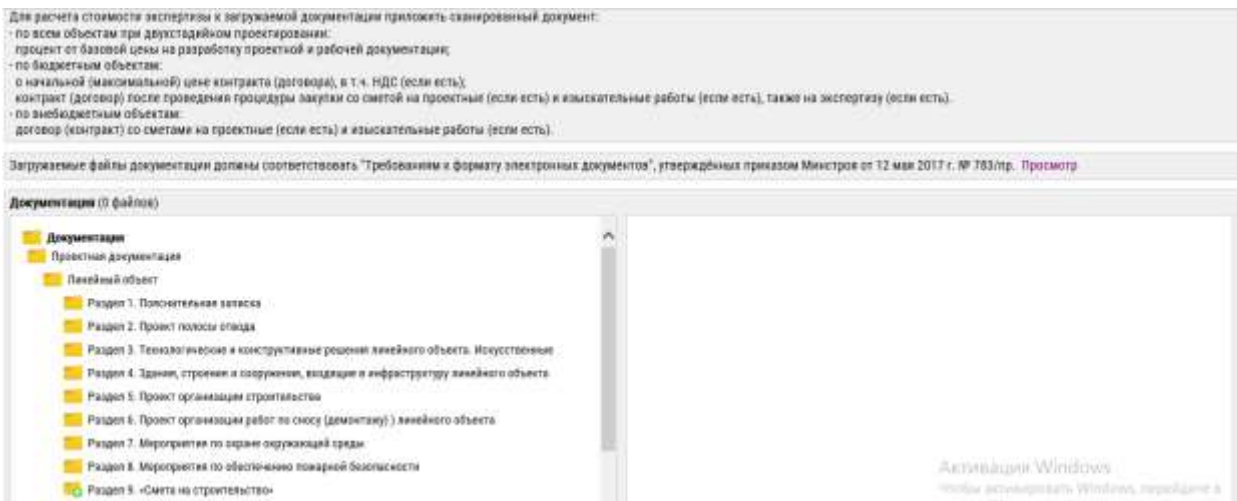 Для расчета стоимости экспертизы к загружаемой документации приложить сканированный документ:
- по всем объектам при двухстадийном проектировании:
процент от базовой цены на разработку проектной и рабочей документации;
- по бюджетным объектам:
о начальной (максимальной) цене контракта (договора), в т.ч. НДС (если есть);
контракт (договор) после проведения процедуры закупки со сметой на проектные (если есть) и изыскательные работы (если есть), также на экспертизу (если есть).
- по внебюджетным объектам:
договор (контракт) со сметами на проектные (если есть) и изыскательные работы (если есть).
Загружаемые файлы документации должны соответствовать "Требованиям к формату электронных документов", утверждённых приказом Минстроя от 12 мая 2017 г. № 783/пр. Просмотр
Документация (0 файлов)
Документация
Проектная документация
Линейный объект
Раздел 1. Пояснительная записка
Раздел 2. Проект полосы отвода
Раздел 3. Технологические и конструктивные решения линейного объекта. Искусственные
Раздел 4. Здания, строения и сооружения, входящие в инфраструктуру линейного объекта
Раздел 5. Проект организации строительства
Раздел 6. Проект организации работ по сносу (демонтажу) ) линейного объекта
Раздел 7. Мероприятия по охране окружающей среды
Раздел 8. Мероприятия по обеспечению пожарной безопасности
Раздел 9. «Смета на строительство»
Активация Windows
Чтобы активировать Windows, перейдите в